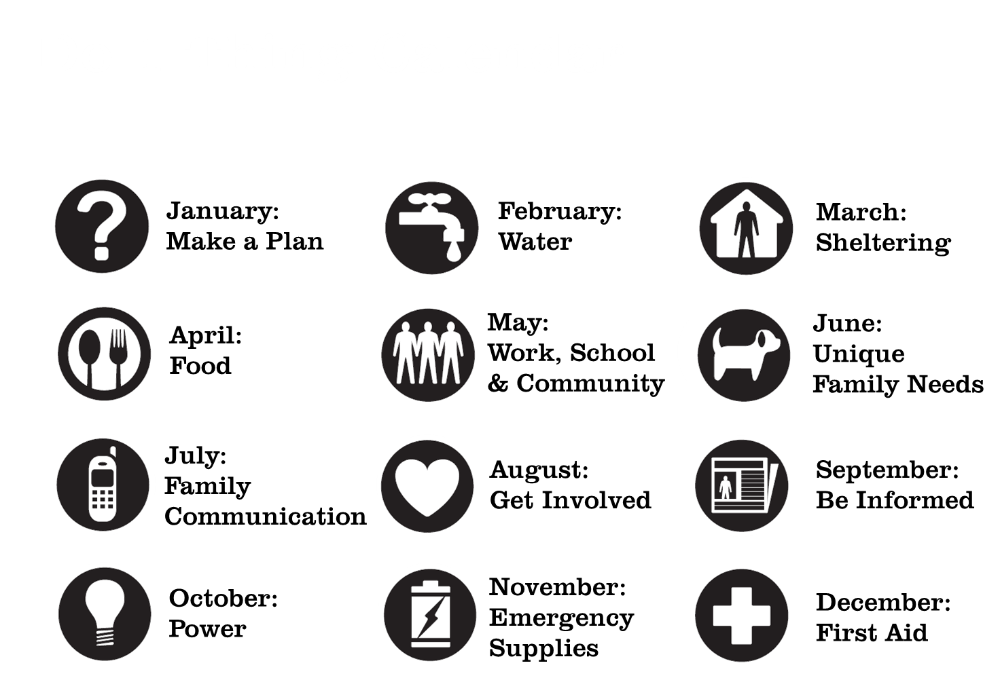 January:
Make a Plan
February:
Water
March:
Sheltering
April:
Food
May:
Work, School
& Community
June:
Unique
Family Needs
July:
Family
Communication
August:
Get Involved
September:
Be Informed
October:
Power
November:
Emergency
Supplies
December:
First Aid